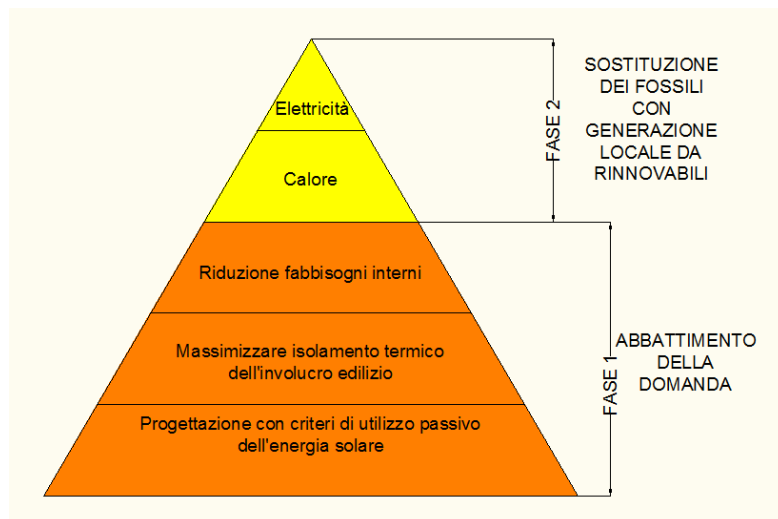 Elettricità
Calore
Riduzione fabbisogni interni
Massimizzare isolamento termico
dell'involucro edilizio
Progettazione con criteri di utilizzo passivo
dell'energia solare
FASE 2
SOSTITUZIONE
DEI FOSSILI
CON
GENERAZIONE
LOCALE DA
RINNOVABILI
FASE 1
ABBATTIMENTO
DELLA
DOMANDA